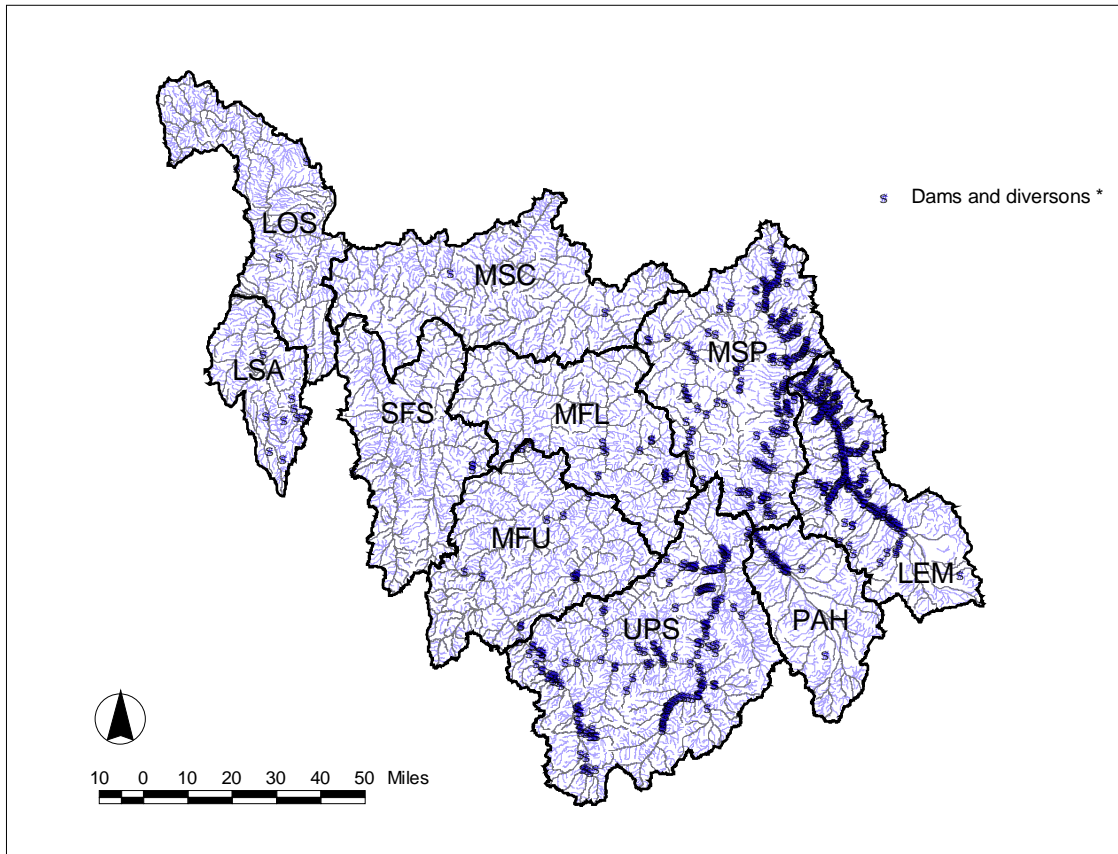 LOS
Dams and diversons *
MSC
MSP
LSA
SFS
MFL
MFU
LEM
UPS
PAH
10 0 10 20 30 40 50 Miles